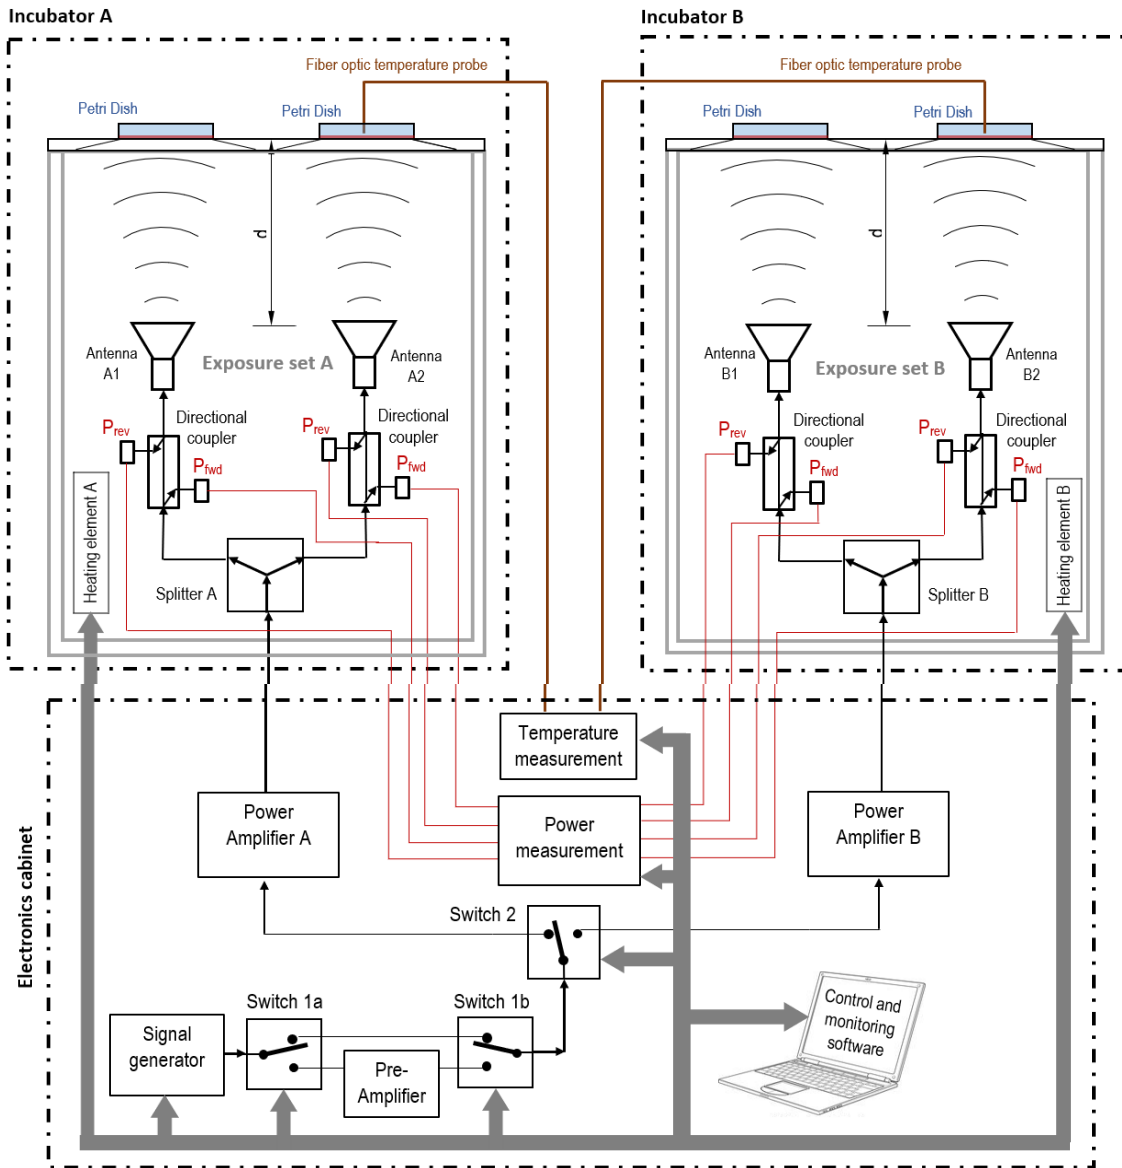 Incubator A
Incubator B
Fiber optic temperature probe
Fiber optic temperature probe
Petri Dish
Petri Dish
Petri Dish
Petri Dish
d
d
Antenna
A1
Exposure set A
Antenna
A2
Antenna
B1
Exposure set B
Antenna
B2
Prev
Directional
coupler
Pfwd
Prev
Directional
coupler
Pfwd
Prev
Directional
coupler
Pfwd
Prev
Directional
coupler
Pfwd
Heating element A
Splitter A
Splitter B
Heating element B
Electronics cabinet
Temperature
measurement
Power
Amplifier A
Power
measurement
Power
Amplifier B
Switch 2
Switch 1a
Switch 1b
Signal
generator
Pre-
Amplifier
Control and
monitoring
software